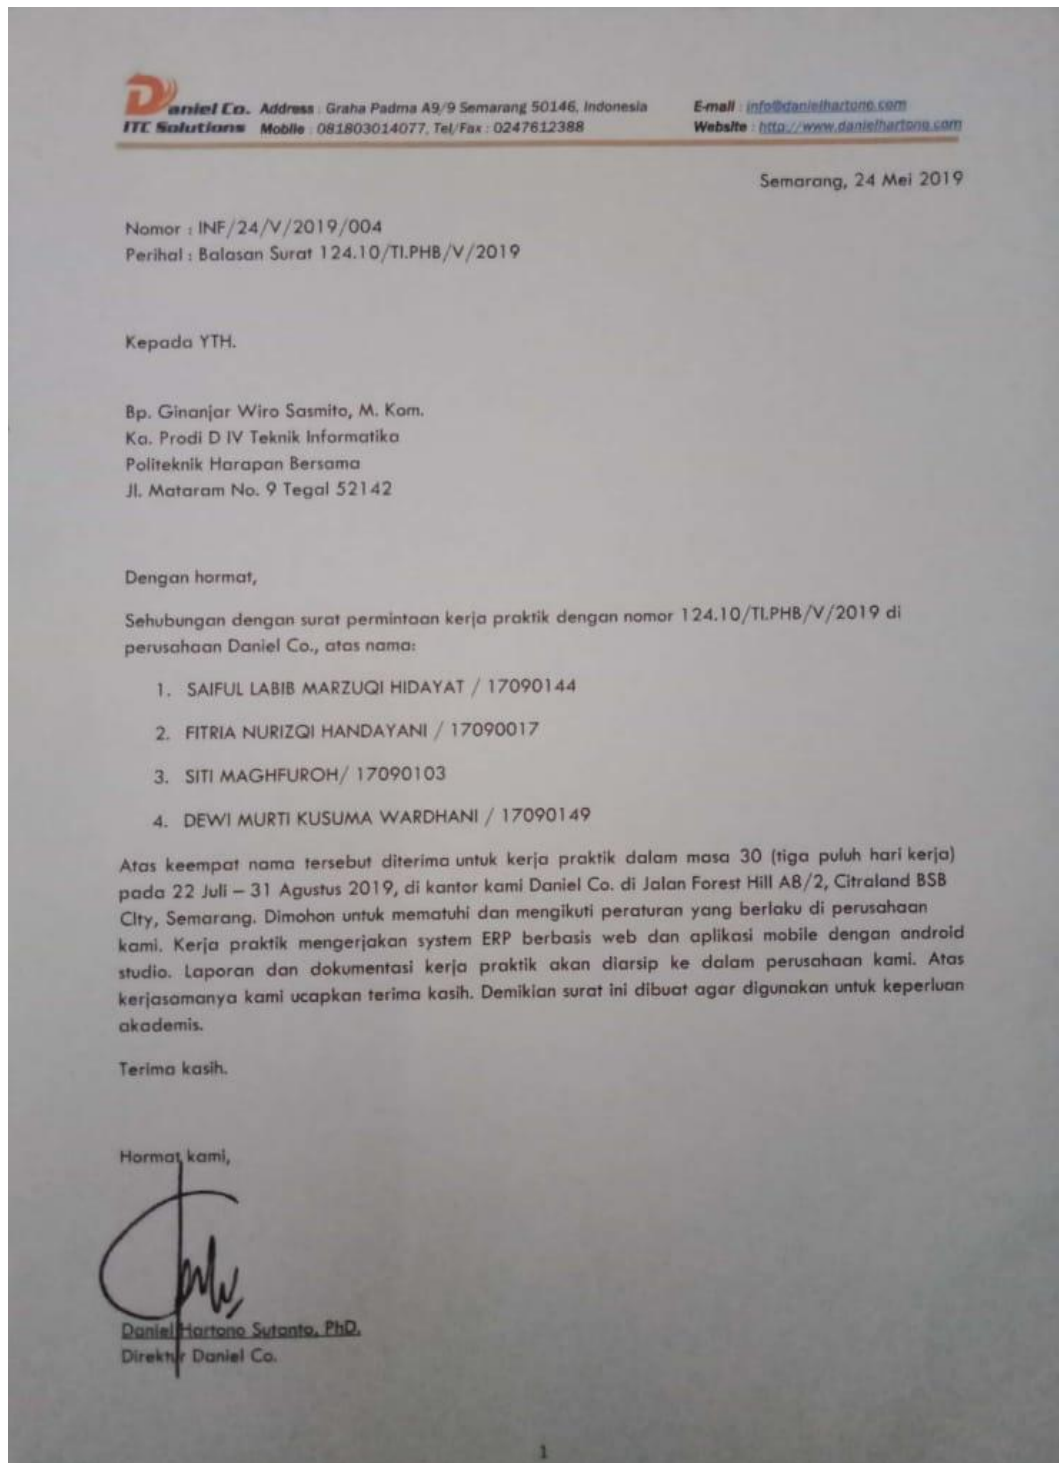 Daniel Co. Address : Graha Padma A9/9 Semarang 50146, Indonesia E-mail : info@danielhartono.com
ITC Solutions Mobile : 081803014077, Tel/Fax : 0247612388 Website : http://www.danielhartono.com
Semarang, 24 Mei 2019
Nomor : INF/24/V/2019/004
Perihal : Balasan Surat 124.10/TI.PHB/V/2019
Kepada YTH.
Bp. Ginanjar Wiro Sasmito, M. Kom.
Ka. Prodi D IV Teknik Informatika
Politeknik Harapan Bersama
Jl. Mataram No. 9 Tegal 52142
Dengan hormat,
Sehubungan dengan surat permintaan kerja praktik dengan nomor 124.10/TI.PHB/V/2019 di
perusahaan Daniel Co., atas nama:
1. SAIFUL LABIB MARZUQI HIDAYAT / 17090144
2. FITRIA NURIZQI HANDAYANI / 17090017
3. SITI MAGHFUROH/ 17090103
4. DEWI MURTI KUSUMA WARDHANI / 17090149
Atas keempat nama tersebut diterima untuk kerja praktik dalam masa 30 (tiga puluh hari kerja)
pada 22 Juli – 31 Agustus 2019, di kantor kami Daniel Co. di Jalan Forest Hill A8/2, Citraland BSB
CIty, Semarang. Dimohon untuk mematuhi dan mengikuti peraturan yang berlaku di perusahaan
kami. Kerja praktik mengerjakan system ERP berbasis web dan aplikasi mobile dengan android
studio. Laporan dan dokumentasi kerja praktik akan diarsip ke dalam perusahaan kami. Atas
kerjasamanya kami ucapkan terima kasih. Demikian surat ini dibuat agar digunakan untuk keperluan
akademis.
Terima kasih.
Hormat kami,
Daniel Hartono Sutanto, PhD.
Direktur Daniel Co.
1